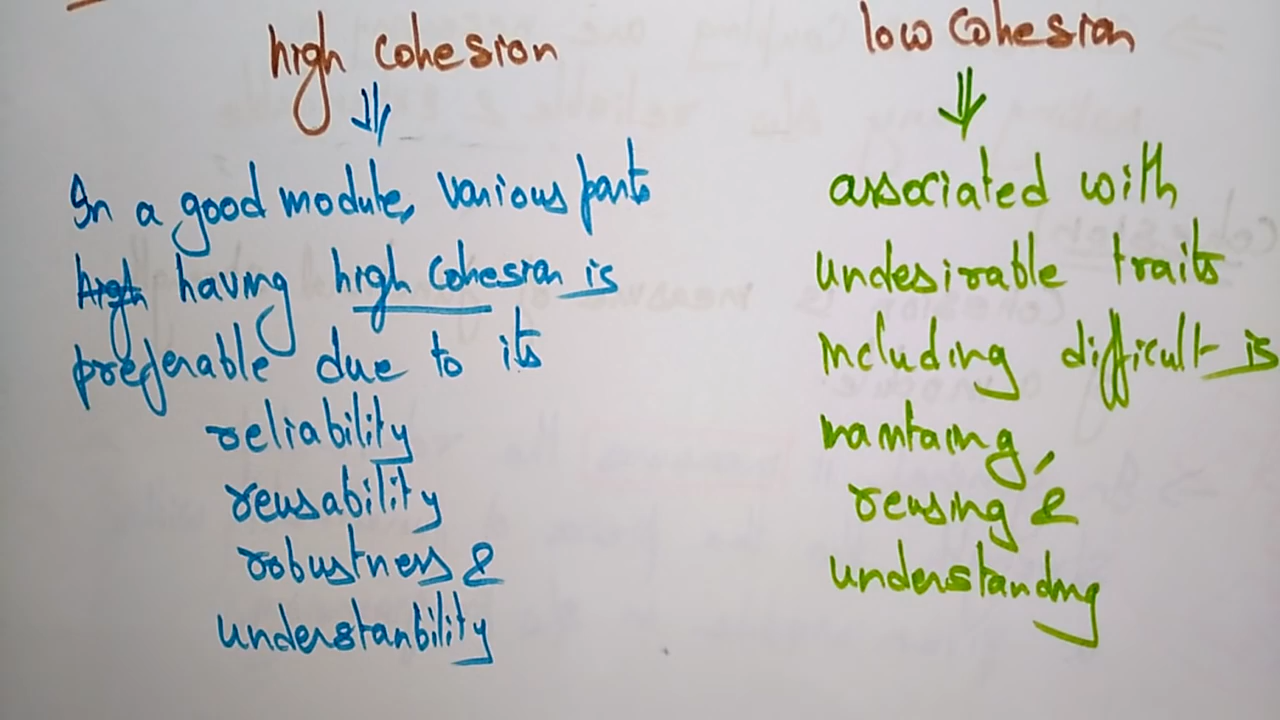 high cohesion
In a good module, various parts
having high cohesion is
preferable due to its
reliability
reusability
robustness &
understanbility
low cohesion
associated with
undesirable traits
including difficult is
mantaing,
reusing &
understanding